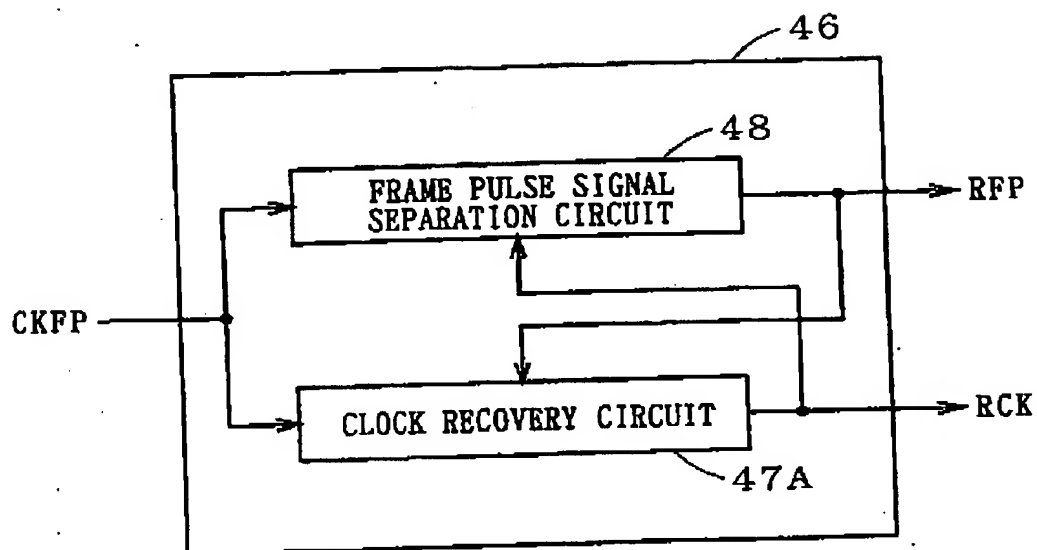 46
48
FRAME PULSE SIGNAL
SEPARATION CIRCUIT
RFP
CKFP
CLOCK RECOVERY CIRCUIT
RCK
47A